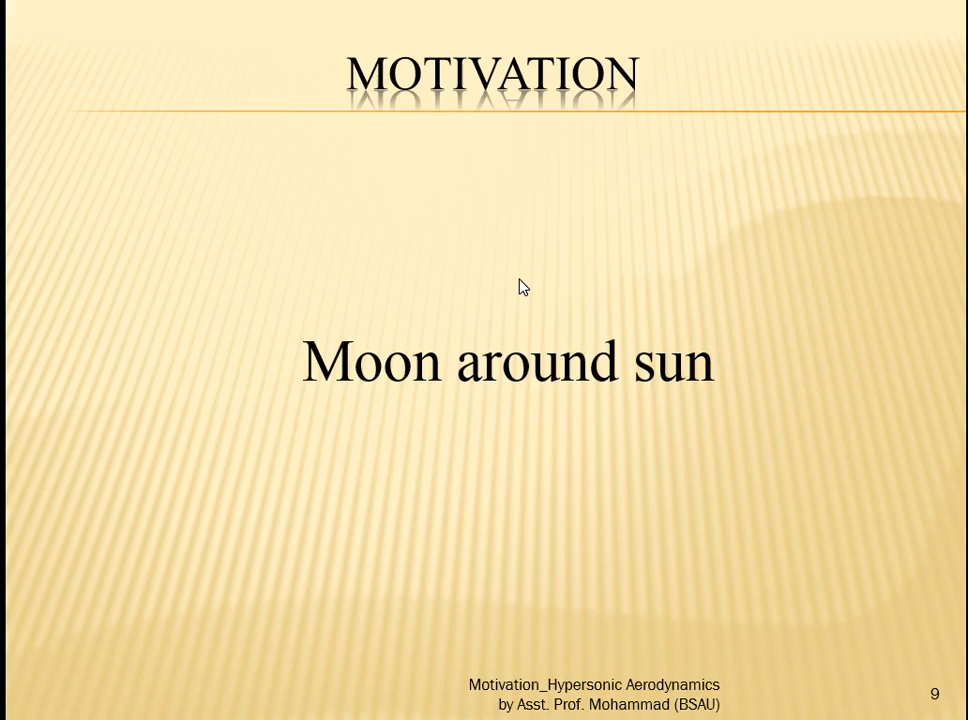 MOTIVATION
Moon around sun
Motivation_Hypersonic Aerodynamics
by Asst. Prof. Mohammad (BSAU)
9